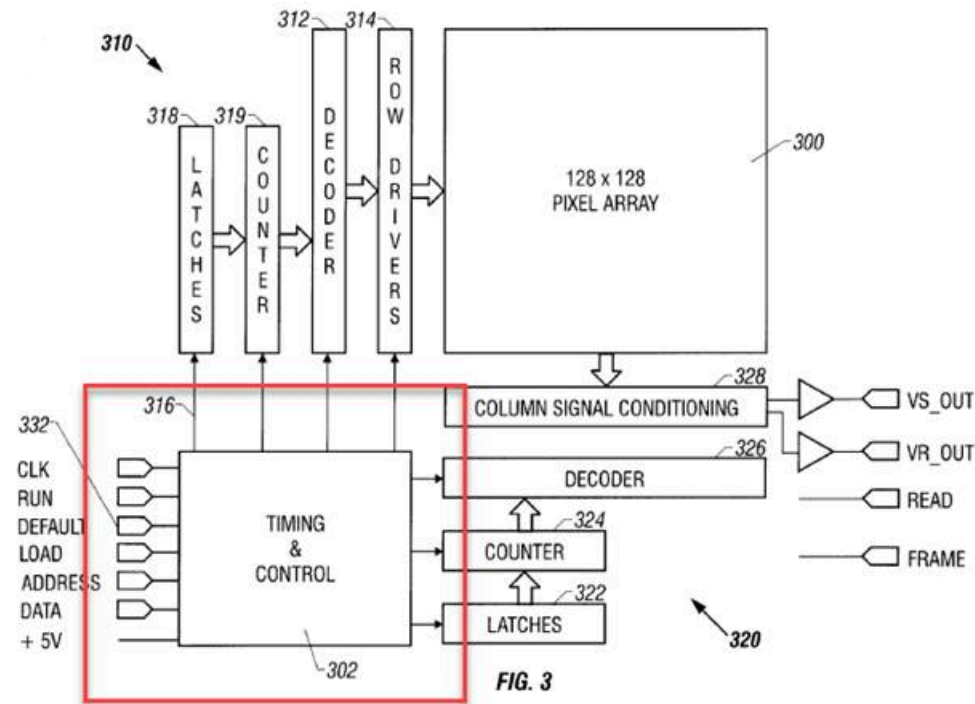 310
312
314
318
319
LATCHES
COUNTER
DECODER
ROW DRIVERS
128 x 128
PIXEL ARRAY
300
316
332
CLK
RUN
DEFAULT
LOAD
ADDRESS
DATA
+ 5V
TIMING
&
CONTROL
302
328
COLUMN SIGNAL CONDITIONING
326
DECODER
324
COUNTER
322
LATCHES
VS_OUT
VR_OUT
READ
FRAME
320
FIG. 3